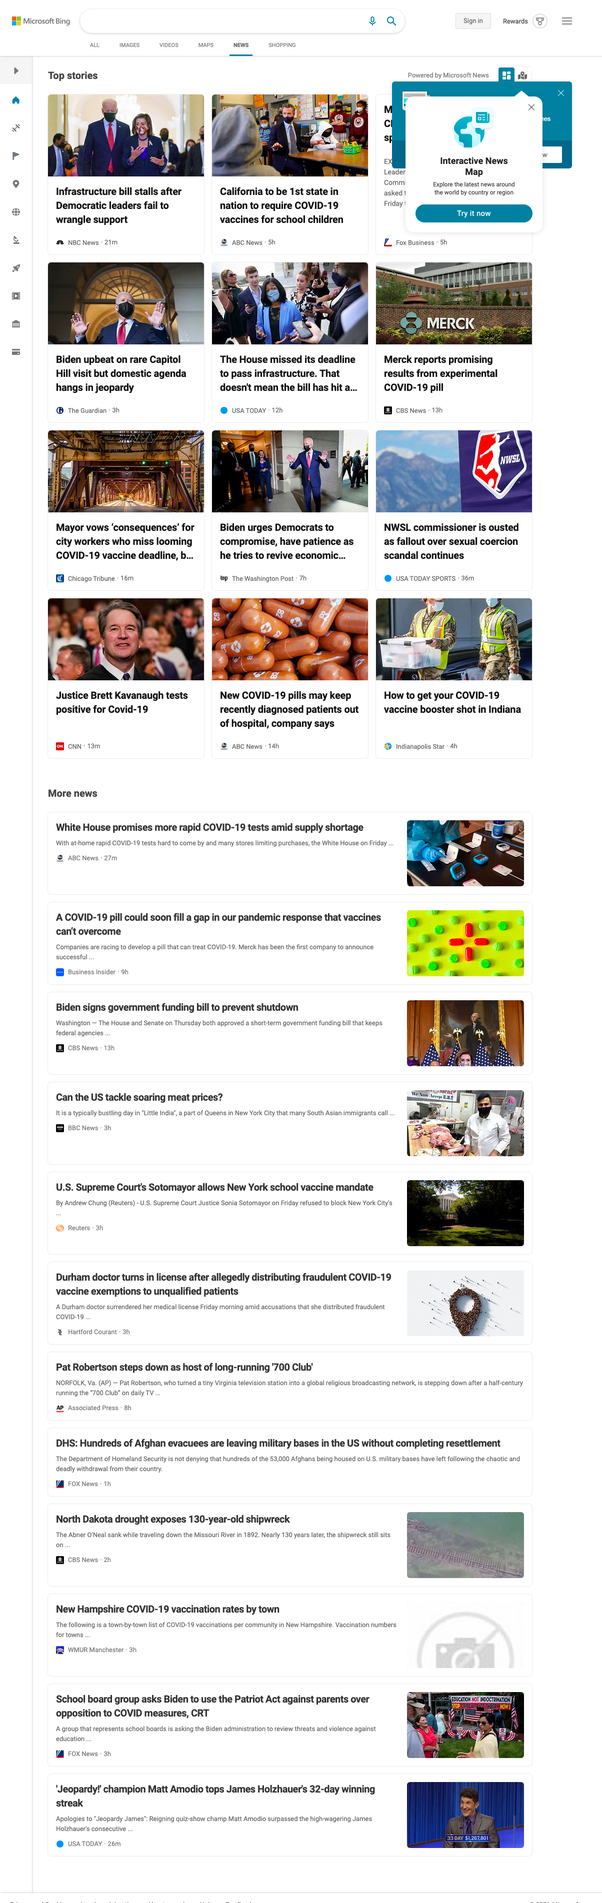 Microsoft Bing
Sign in
Rewards
ALL IMAGES VIDEOS MAPS NEWS SHOPPING
Top stories
Powered by Microsoft News
Interactive News
Map
Explore the latest news around
the world by country or region
Try it now
Infrastructure bill stalls after
Democratic leaders fail to
wrangle support
NBC News · 21m
California to be 1st state in
nation to require COVID-19
vaccines for school children
ABC News · 5h
Leader
Comm
asked t
Friday
Fox Business · 5h
Biden upbeat on rare Capitol
Hill visit but domestic agenda
hangs in jeopardy
The Guardian · 3h
The House missed its deadline
to pass infrastructure. That
doesn't mean the bill has hit a...
USA TODAY · 12h
MERCK
Merck reports promising
results from experimental
COVID-19 pill
CBS News · 13h
Mayor vows ‘consequences’ for
city workers who miss looming
COVID-19 vaccine deadline, b...
Chicago Tribune · 16m
Biden urges Democrats to
compromise, have patience as
he tries to revive economic...
wp The Washington Post · 7h
NWSL
NWSL commissioner is ousted
as fallout over sexual coercion
scandal continues
USA TODAY SPORTS · 36m
Justice Brett Kavanaugh tests
positive for Covid-19
CNN · 13m
New COVID-19 pills may keep
recently diagnosed patients out
of hospital, company says
ABC News · 14h
How to get your COVID-19
vaccine booster shot in Indiana
Indianapolis Star · 4h
More news
White House promises more rapid COVID-19 tests amid supply shortage
With at-home rapid COVID-19 tests hard to come by and many stores limiting purchases, the White House on Friday ...
ABC News · 27m
A COVID-19 pill could soon fill a gap in our pandemic response that vaccines
can't overcome
Companies are racing to develop a pill that can treat COVID-19. Merck has been the first company to announce
successful ...
Business Insider · 9h
Biden signs government funding bill to prevent shutdown
Washington — The House and Senate on Thursday both approved a short-term government funding bill that keeps
federal agencies ...
CBS News · 13h
Can the US tackle soaring meat prices?
It is a typically bustling day in "Little India", a part of Queens in New York City that many South Asian immigrants call ...
BBC News · 3h
U.S. Supreme Court's Sotomayor allows New York school vaccine mandate
By Andrew Chung (Reuters) - U.S. Supreme Court Justice Sonia Sotomayor on Friday refused to block New York City's
...
Reuters · 3h
Durham doctor turns in license after allegedly distributing fraudulent COVID-19
vaccine exemptions to unqualified patients
A Durham doctor surrendered her medical license Friday morning amid accusations that she distributed fraudulent
COVID-19 ...
Hartford Courant · 3h
Pat Robertson steps down as host of long-running '700 Club'
NORFOLK, Va. (AP) — Pat Robertson, who turned a tiny Virginia television station into a global religious broadcasting network, is stepping down after a half-century
running the "700 Club" on daily TV ...
AP Associated Press · 8h
DHS: Hundreds of Afghan evacuees are leaving military bases in the US without completing resettlement
The Department of Homeland Security is not denying that hundreds of the 53,000 Afghans being housed on U.S. military bases have left following the chaotic and
deadly withdrawal from their country.
FOX News · 1h
North Dakota drought exposes 130-year-old shipwreck
The Abner O'Neal sank while traveling down the Missouri River in 1892. Nearly 130 years later, the shipwreck still sits
on ...
CBS News · 2h
New Hampshire COVID-19 vaccination rates by town
The following is a town-by-town list of COVID-19 vaccinations per community in New Hampshire. Vaccination numbers
for towns ...
WMUR Manchester · 3h
School board group asks Biden to use the Patriot Act against parents over
opposition to COVID measures, CRT
A group that represents school boards is asking the Biden administration to review threats and violence against
education ...
FOX News · 3h
EDUCATION NOT INDOCTRINATION
'Jeopardy!' champion Matt Amodio tops James Holzhauer's 32-day winning
streak
Apologies to "Jeopardy James": Reigning quiz-show champ Matt Amodio surpassed the high-wagering James
Holzhauer's consecutive ...
USA TODAY · 26m
33 DAY $1,267,801